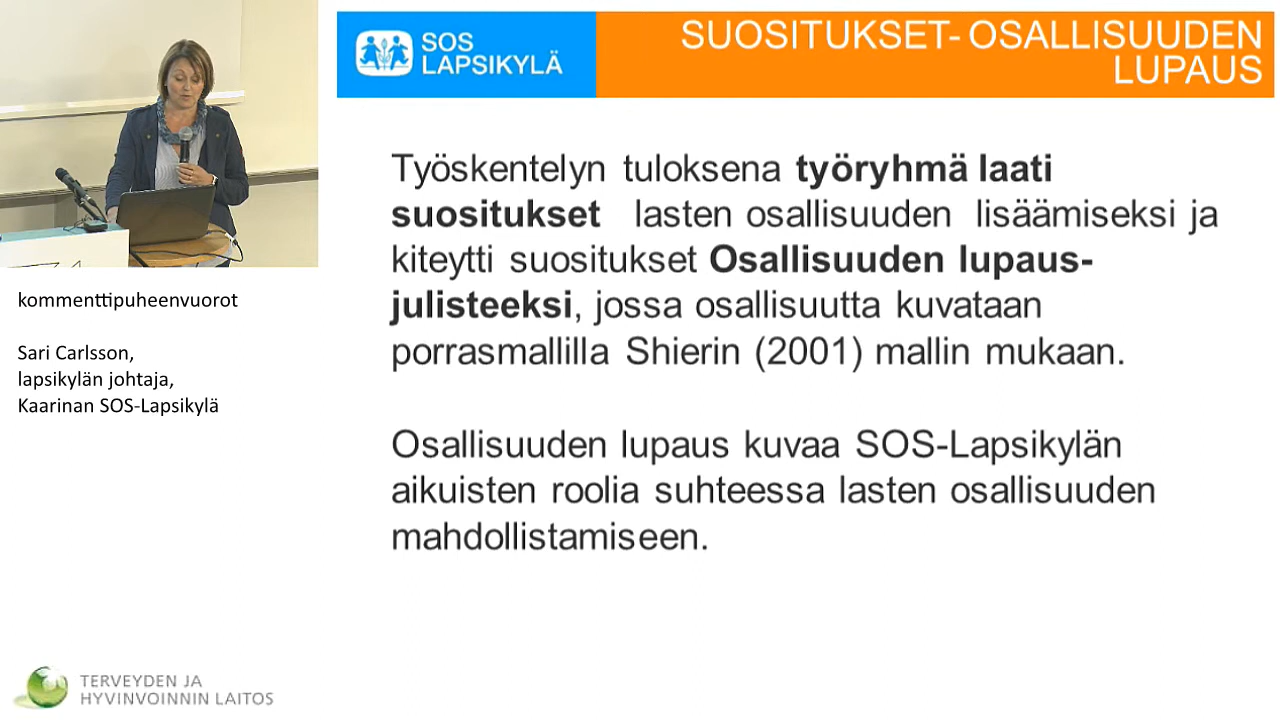 SOS
LAPSIKYLÄ
SUOSITUKSET- OSALLISUUDEN
LUPAUS
Työskentelyn tuloksena työryhmä laati
suositukset lasten osallisuuden lisäämiseksi ja
kiteytti suositukset Osallisuuden lupaus-
julisteeksi, jossa osallisuutta kuvataan
porrasmallilla Shierin (2001) mallin mukaan.
Osallisuuden lupaus kuvaa SOS-Lapsikylän
aikuisten roolia suhteessa lasten osallisuuden
mahdollistamiseen.
kommenttipuheenvuorot
Sari Carlsson,
lapsikylän johtaja,
Kaarinan SOS-Lapsikylä
TERVEYDEN JA
HYVINVOINNIN LAITOS